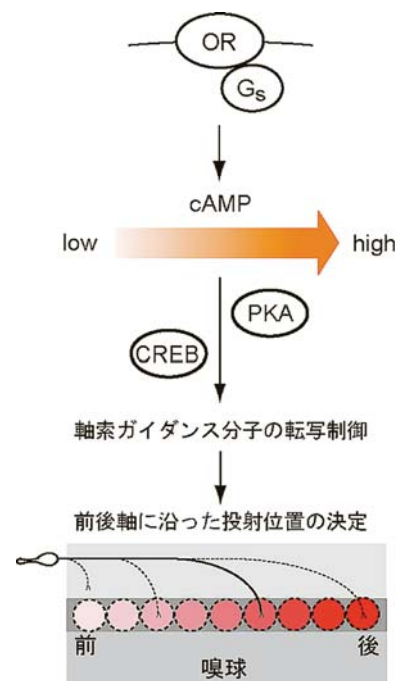 OR
Gs
cAMP
low high
PKA
CREB
軸索ガイダンス分子の転写制御
前後軸に沿った投射位置の決定
前 後
嗅球